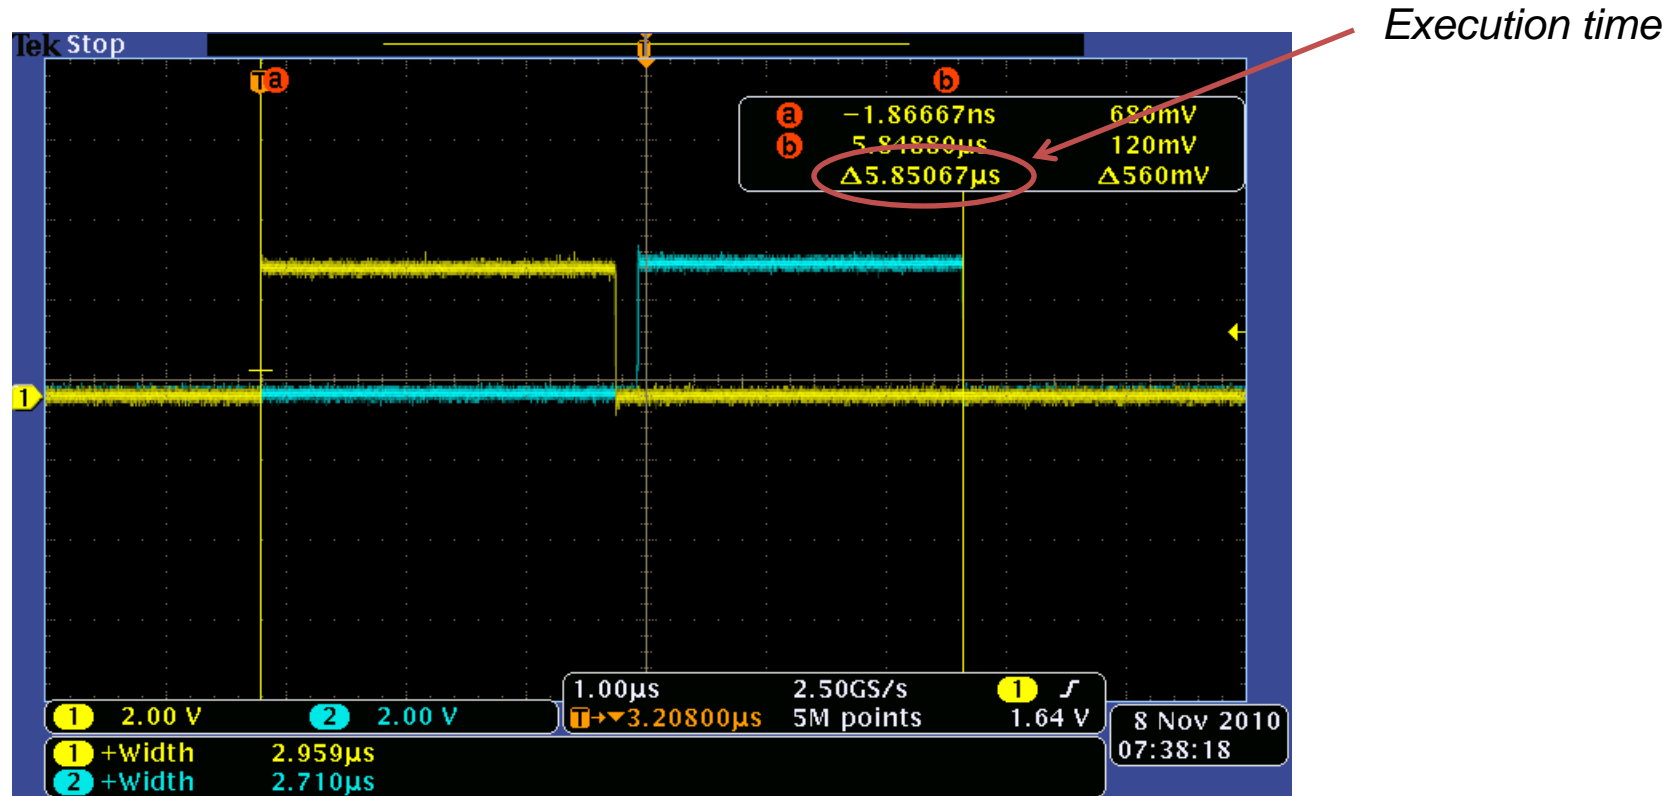 Execution time
Tek Stop
T
T a
b
a −1.86667ns 680mV
b 5.84880µs 120mV
Δ5.85067µs Δ560mV
1
1 2.00 V 2 2.00 V
1.00µs 2.50GS/s 1
T→▼3.20800µs 5M points 1.64 V
1 +Width 2.959µs
2 +Width 2.710µs
8 Nov 2010
07:38:18